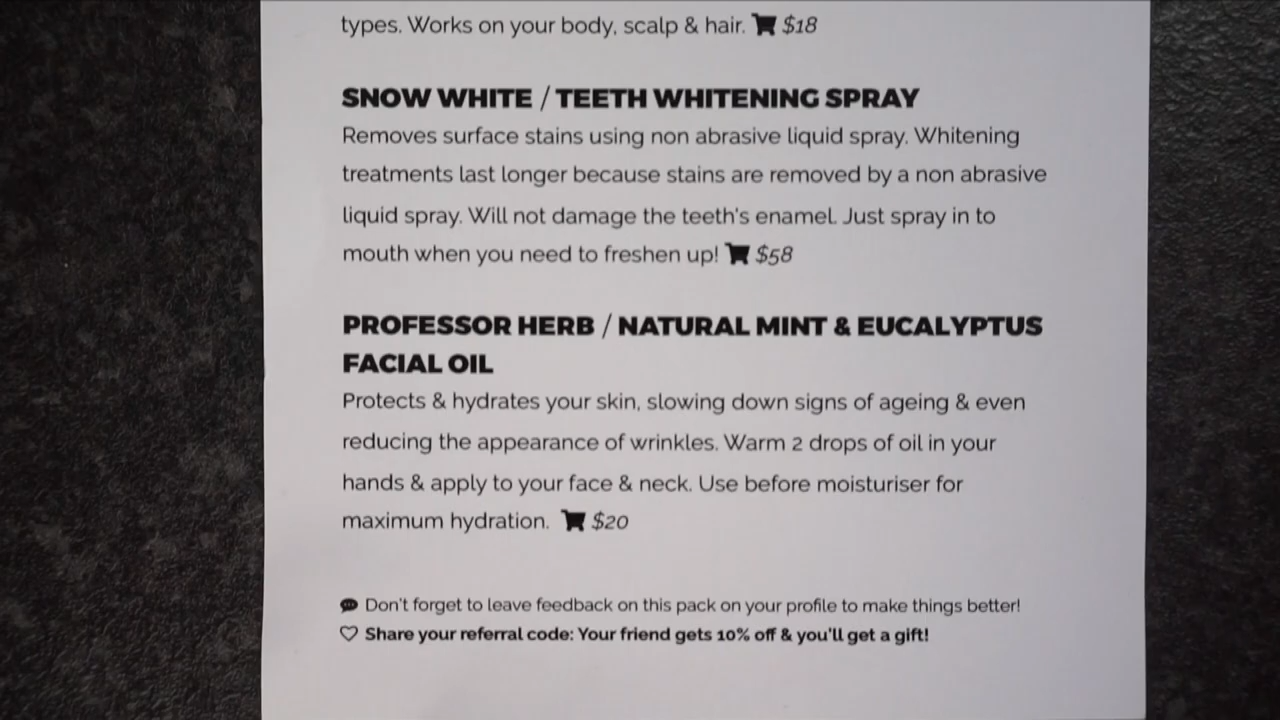 types. Works on your body, scalp & hair. $18
SNOW WHITE / TEETH WHITENING SPRAY
Removes surface stains using non abrasive liquid spray. Whitening
treatments last longer because stains are removed by a non abrasive
liquid spray. Will not damage the teeth's enamel. Just spray in to
mouth when you need to freshen up! $58
PROFESSOR HERB / NATURAL MINT & EUCALYPTUS
FACIAL OIL
Protects & hydrates your skin, slowing down signs of ageing & even
reducing the appearance of wrinkles. Warm 2 drops of oil in your
hands & apply to your face & neck. Use before moisturiser for
maximum hydration. $20
Don't forget to leave feedback on this pack on your profile to make things better!
Share your referral code: Your friend gets 10% off & you'll get a gift!